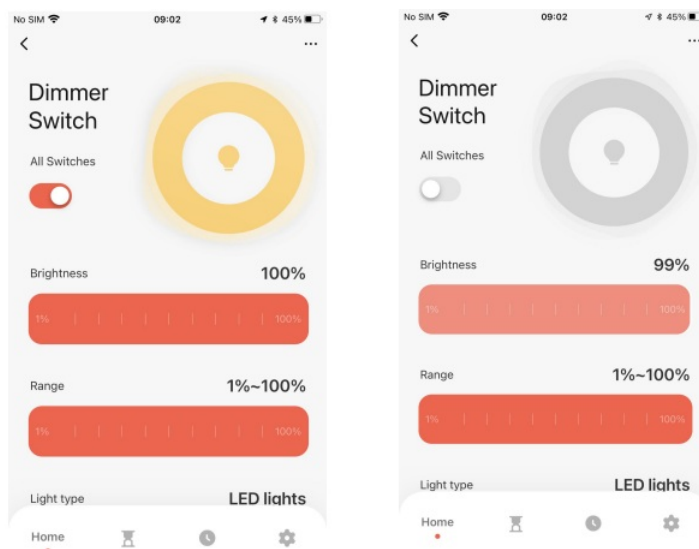 No SIM 09:02 45%
Dimmer
Switch
All Switches
Brightness 100%
1% 100%
Range 1%~100%
1% 100%
Light type LED lights
Home
No SIM 09:02 45%
Dimmer
Switch
All Switches
Brightness 99%
1% 100%
Range 1%~100%
1% 100%
Light type LED lights
Home